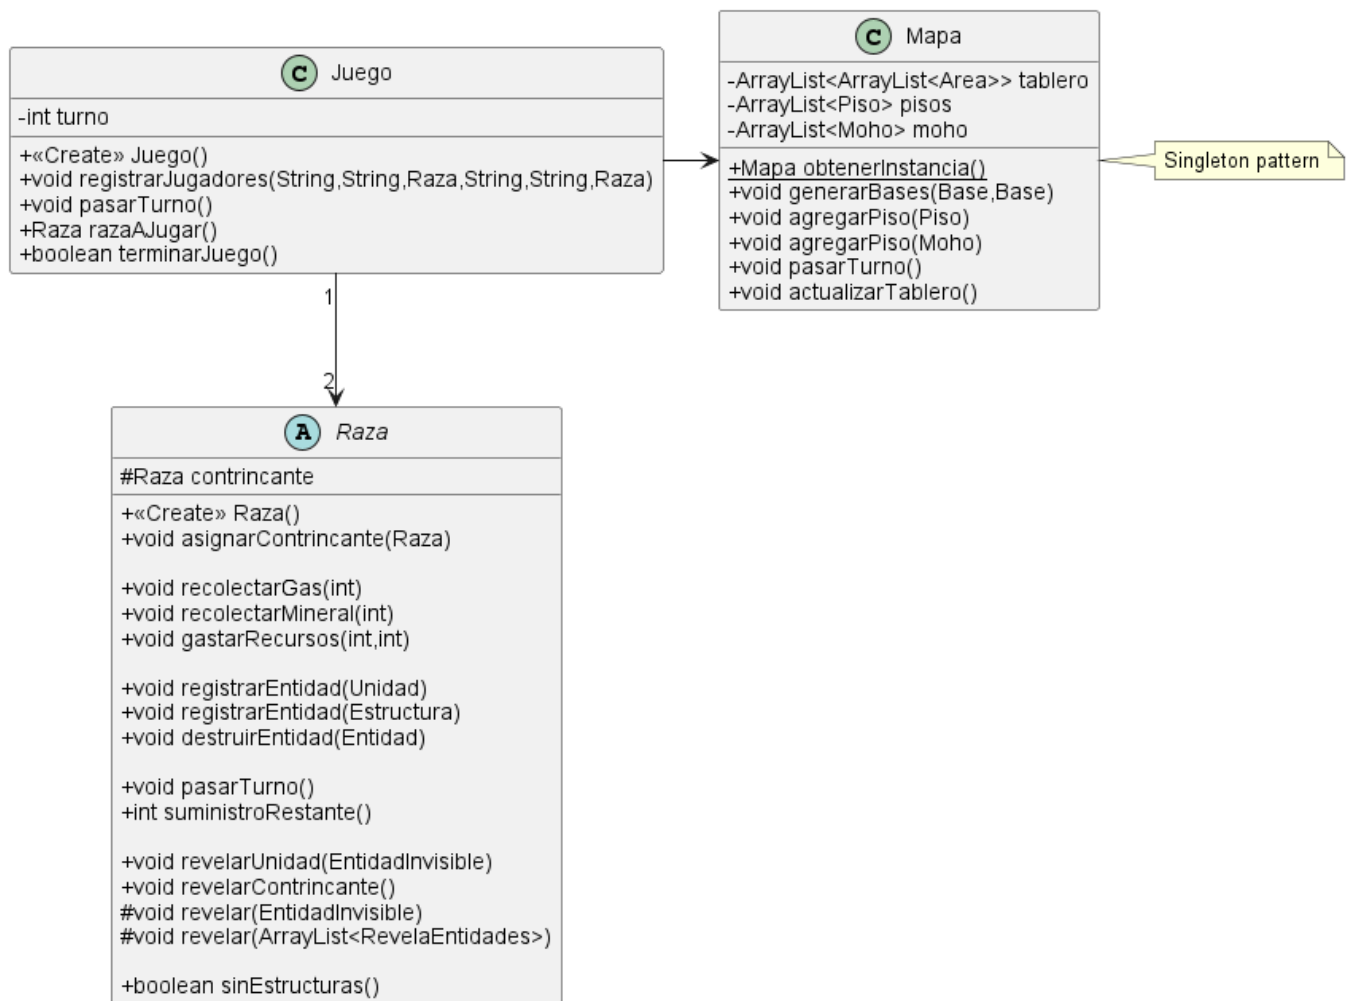 C Juego
-int turno
+«Create» Juego()
+void registrarJugadores(String,String,Raza,String,String,Raza)
+void pasarTurno()
+Raza razaAJugar()
+boolean terminarJuego()
C Mapa
-ArrayList<ArrayList<Area>> tablero
-ArrayList<Piso> pisos
-ArrayList<Moho> moho
+Mapa obtenerInstancia()
+void generarBases(Base,Base)
+void agregarPiso(Piso)
+void agregarPiso(Moho)
+void pasarTurno()
+void actualizarTablero()
Singleton pattern
1
2
A Raza
#Raza contrincante
+«Create» Raza()
+void asignarContrincante(Raza)
+void recolectarGas(int)
+void recolectarMineral(int)
+void gastarRecursos(int,int)
+void registrarEntidad(Unidad)
+void registrarEntidad(Estructura)
+void destruirEntidad(Entidad)
+void pasarTurno()
+int suministroRestante()
+void revelarUnidad(EntidadInvisible)
+void revelarContrincante()
#void revelar(EntidadInvisible)
#void revelar(ArrayList<RevelaEntidades>)
+boolean sinEstructuras()